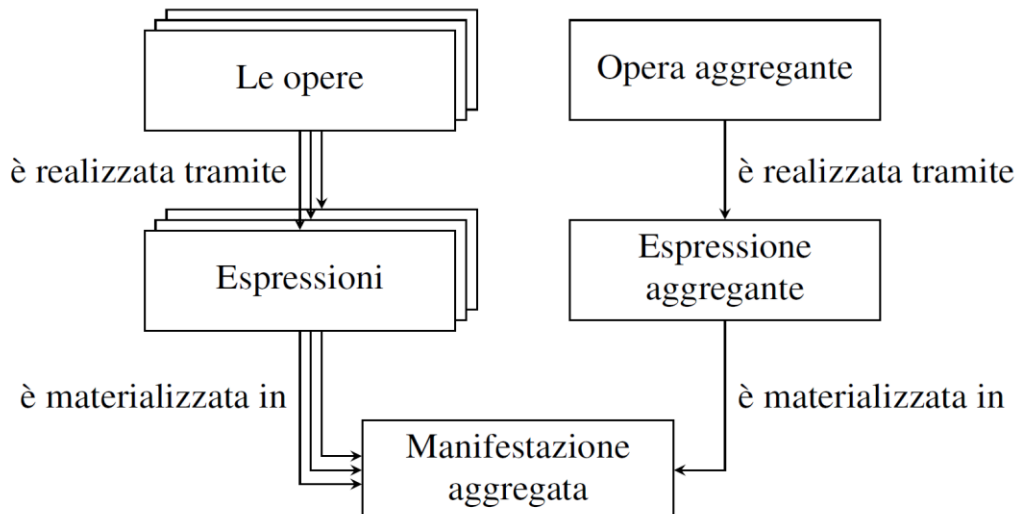 Le opere
Opera aggregante
è realizzata tramite
è realizzata tramite
Espressioni
Espressione
aggregante
è materializzata in
è materializzata in
Manifestazione
aggregata